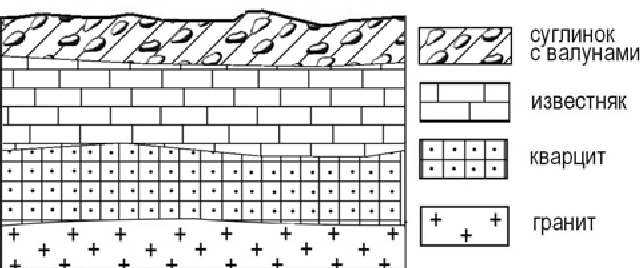 суглинок
с валунами
известняк
кварцит
гранит